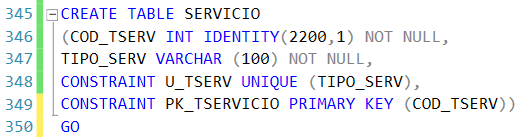 345 CREATE TABLE SERVICIO
346 (COD_TSERV INT IDENTITY(2200,1) NOT NULL,
347 TIPO_SERV VARCHAR (100) NOT NULL,
348 CONSTRAINT U_TSERV UNIQUE (TIPO_SERV),
349 CONSTRAINT PK_TSERVICIO PRIMARY KEY (COD_TSERV))
350 GO